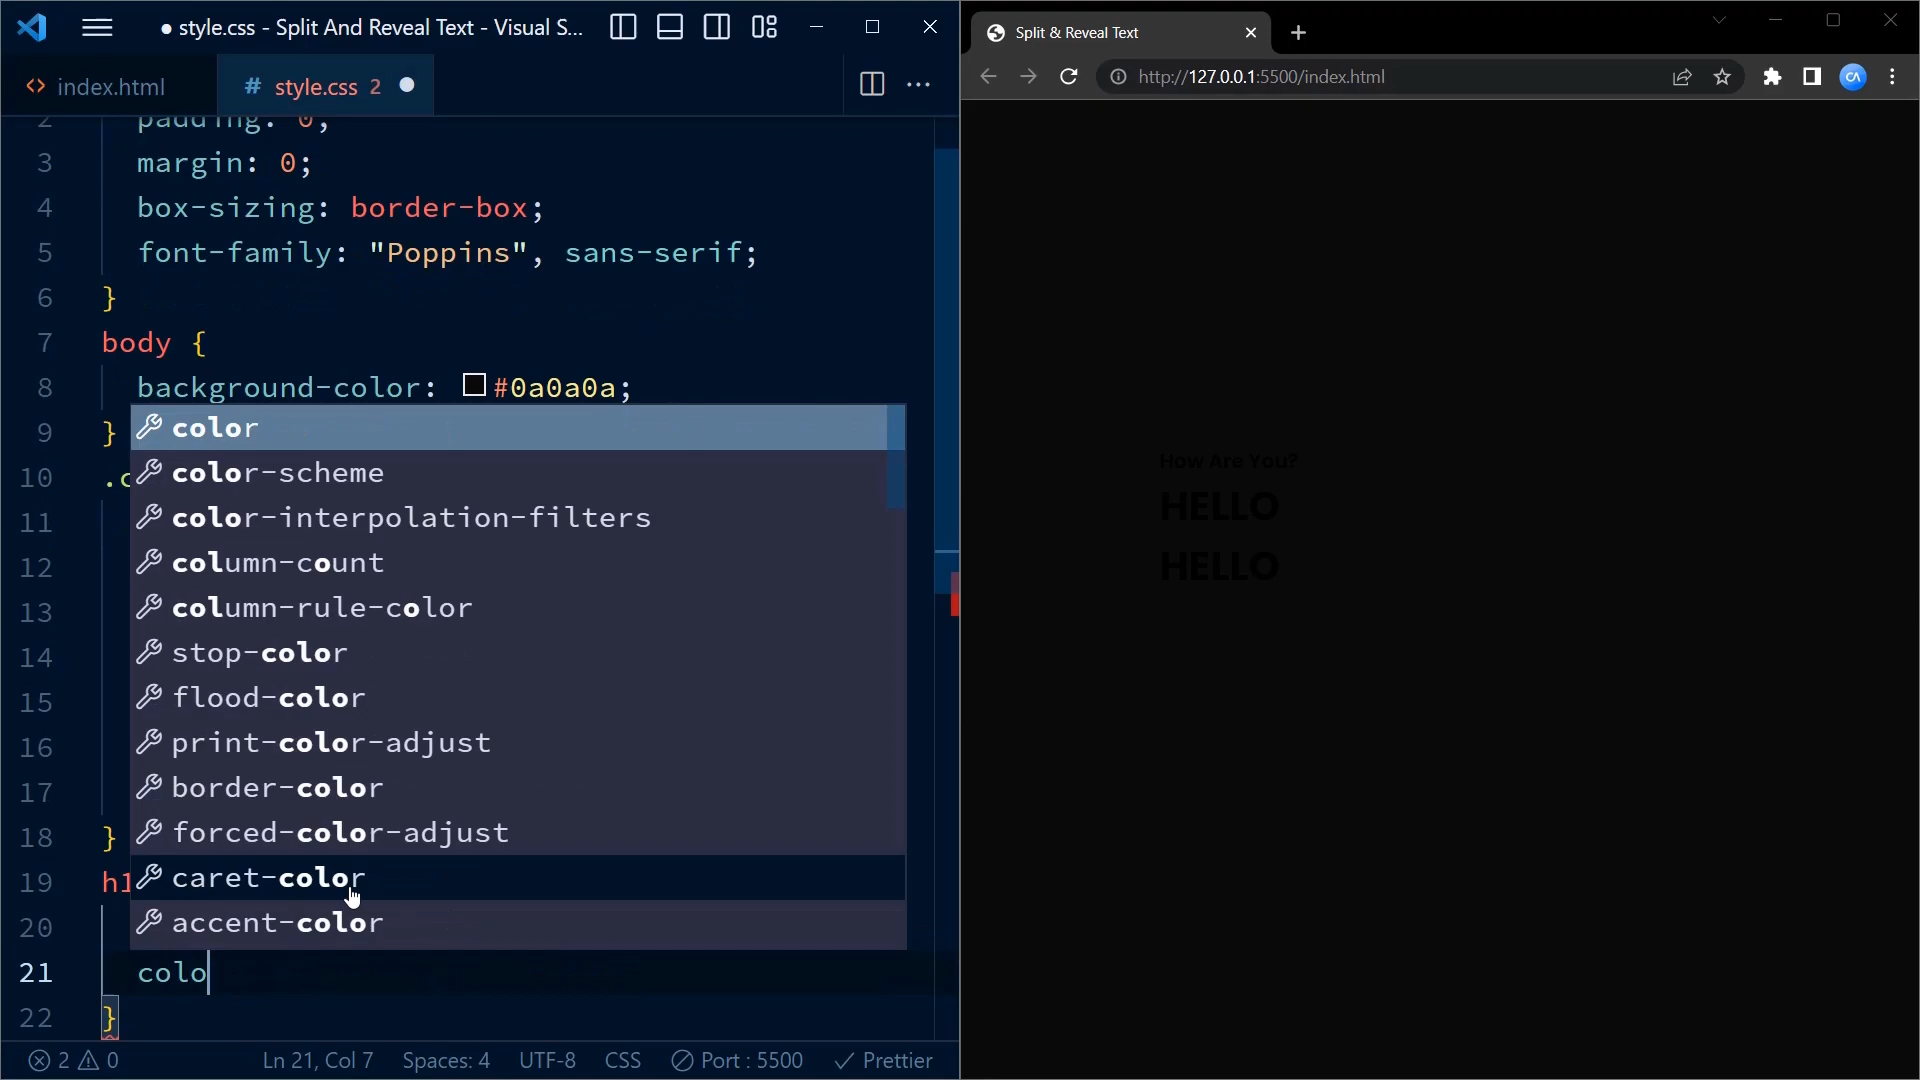 style.css - Split And Reveal Text - Visual S...
index.html
# style.css 2
2 padding: 0;
3 margin: 0;
4 box-sizing: border-box;
5 font-family: "Poppins", sans-serif;
6 }
7 body {
8 background-color: #0a0a0a;
9 }
color
10 .c
color-scheme
11
color-interpolation-filters
12
column-count
13
column-rule-color
14
stop-color
15
flood-color
16
print-color-adjust
17
border-color
18 }
forced-color-adjust
19 h1
caret-color
20
accent-color
21 colo
22 }
2 0 Ln 21, Col 7 Spaces: 4 UTF-8 CSS Port : 5500 Prettier
Split & Reveal Text
http://127.0.0.1:5500/index.html
CA
How Are You?
HELLO
HELLO